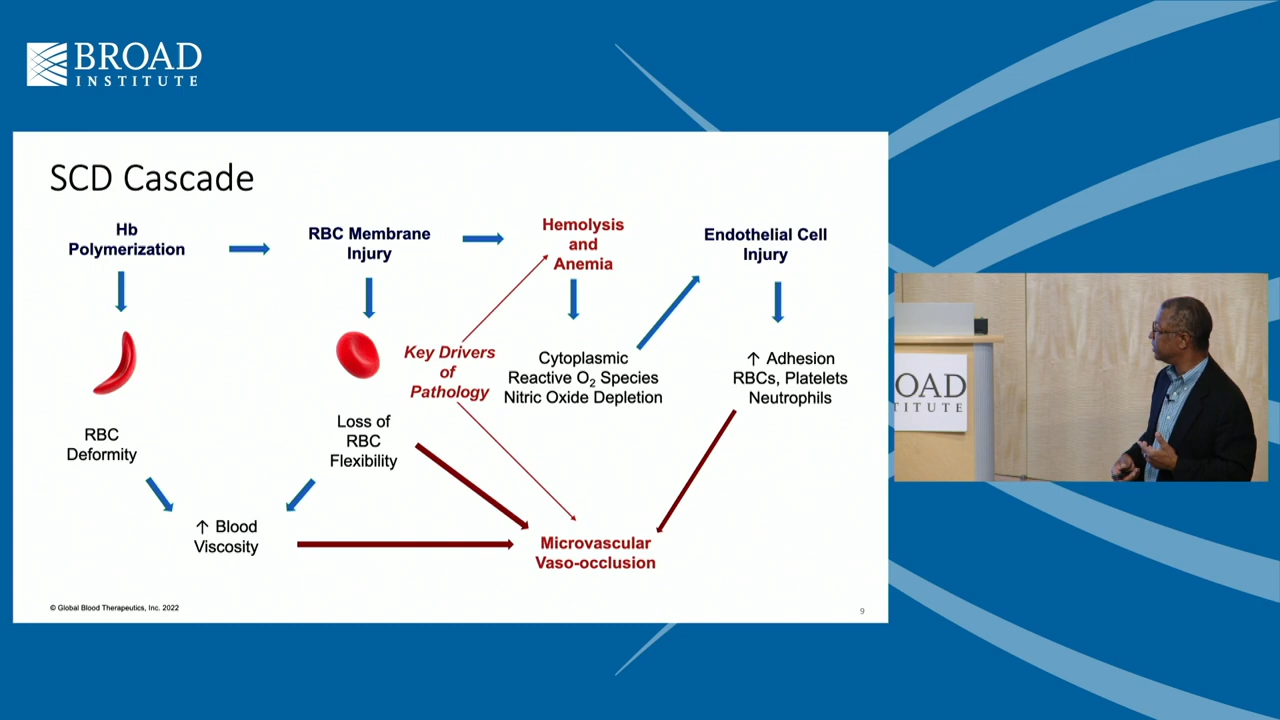 BROAD
INSTITUTE
SCD Cascade
Hb
Polymerization
RBC Membrane
Injury
Hemolysis
and
Anemia
Endothelial Cell
Injury
Key Drivers
of
Pathology
Cytoplasmic
Reactive O₂ Species
Nitric Oxide Depletion
↑ Adhesion
RBCs, Platelets
Neutrophils
RBC
Deformity
Loss of
RBC
Flexibility
↑ Blood
Viscosity
Microvascular
Vaso-occlusion
© Global Blood Therapeutics, Inc. 2022
9
OAD
ITUTE